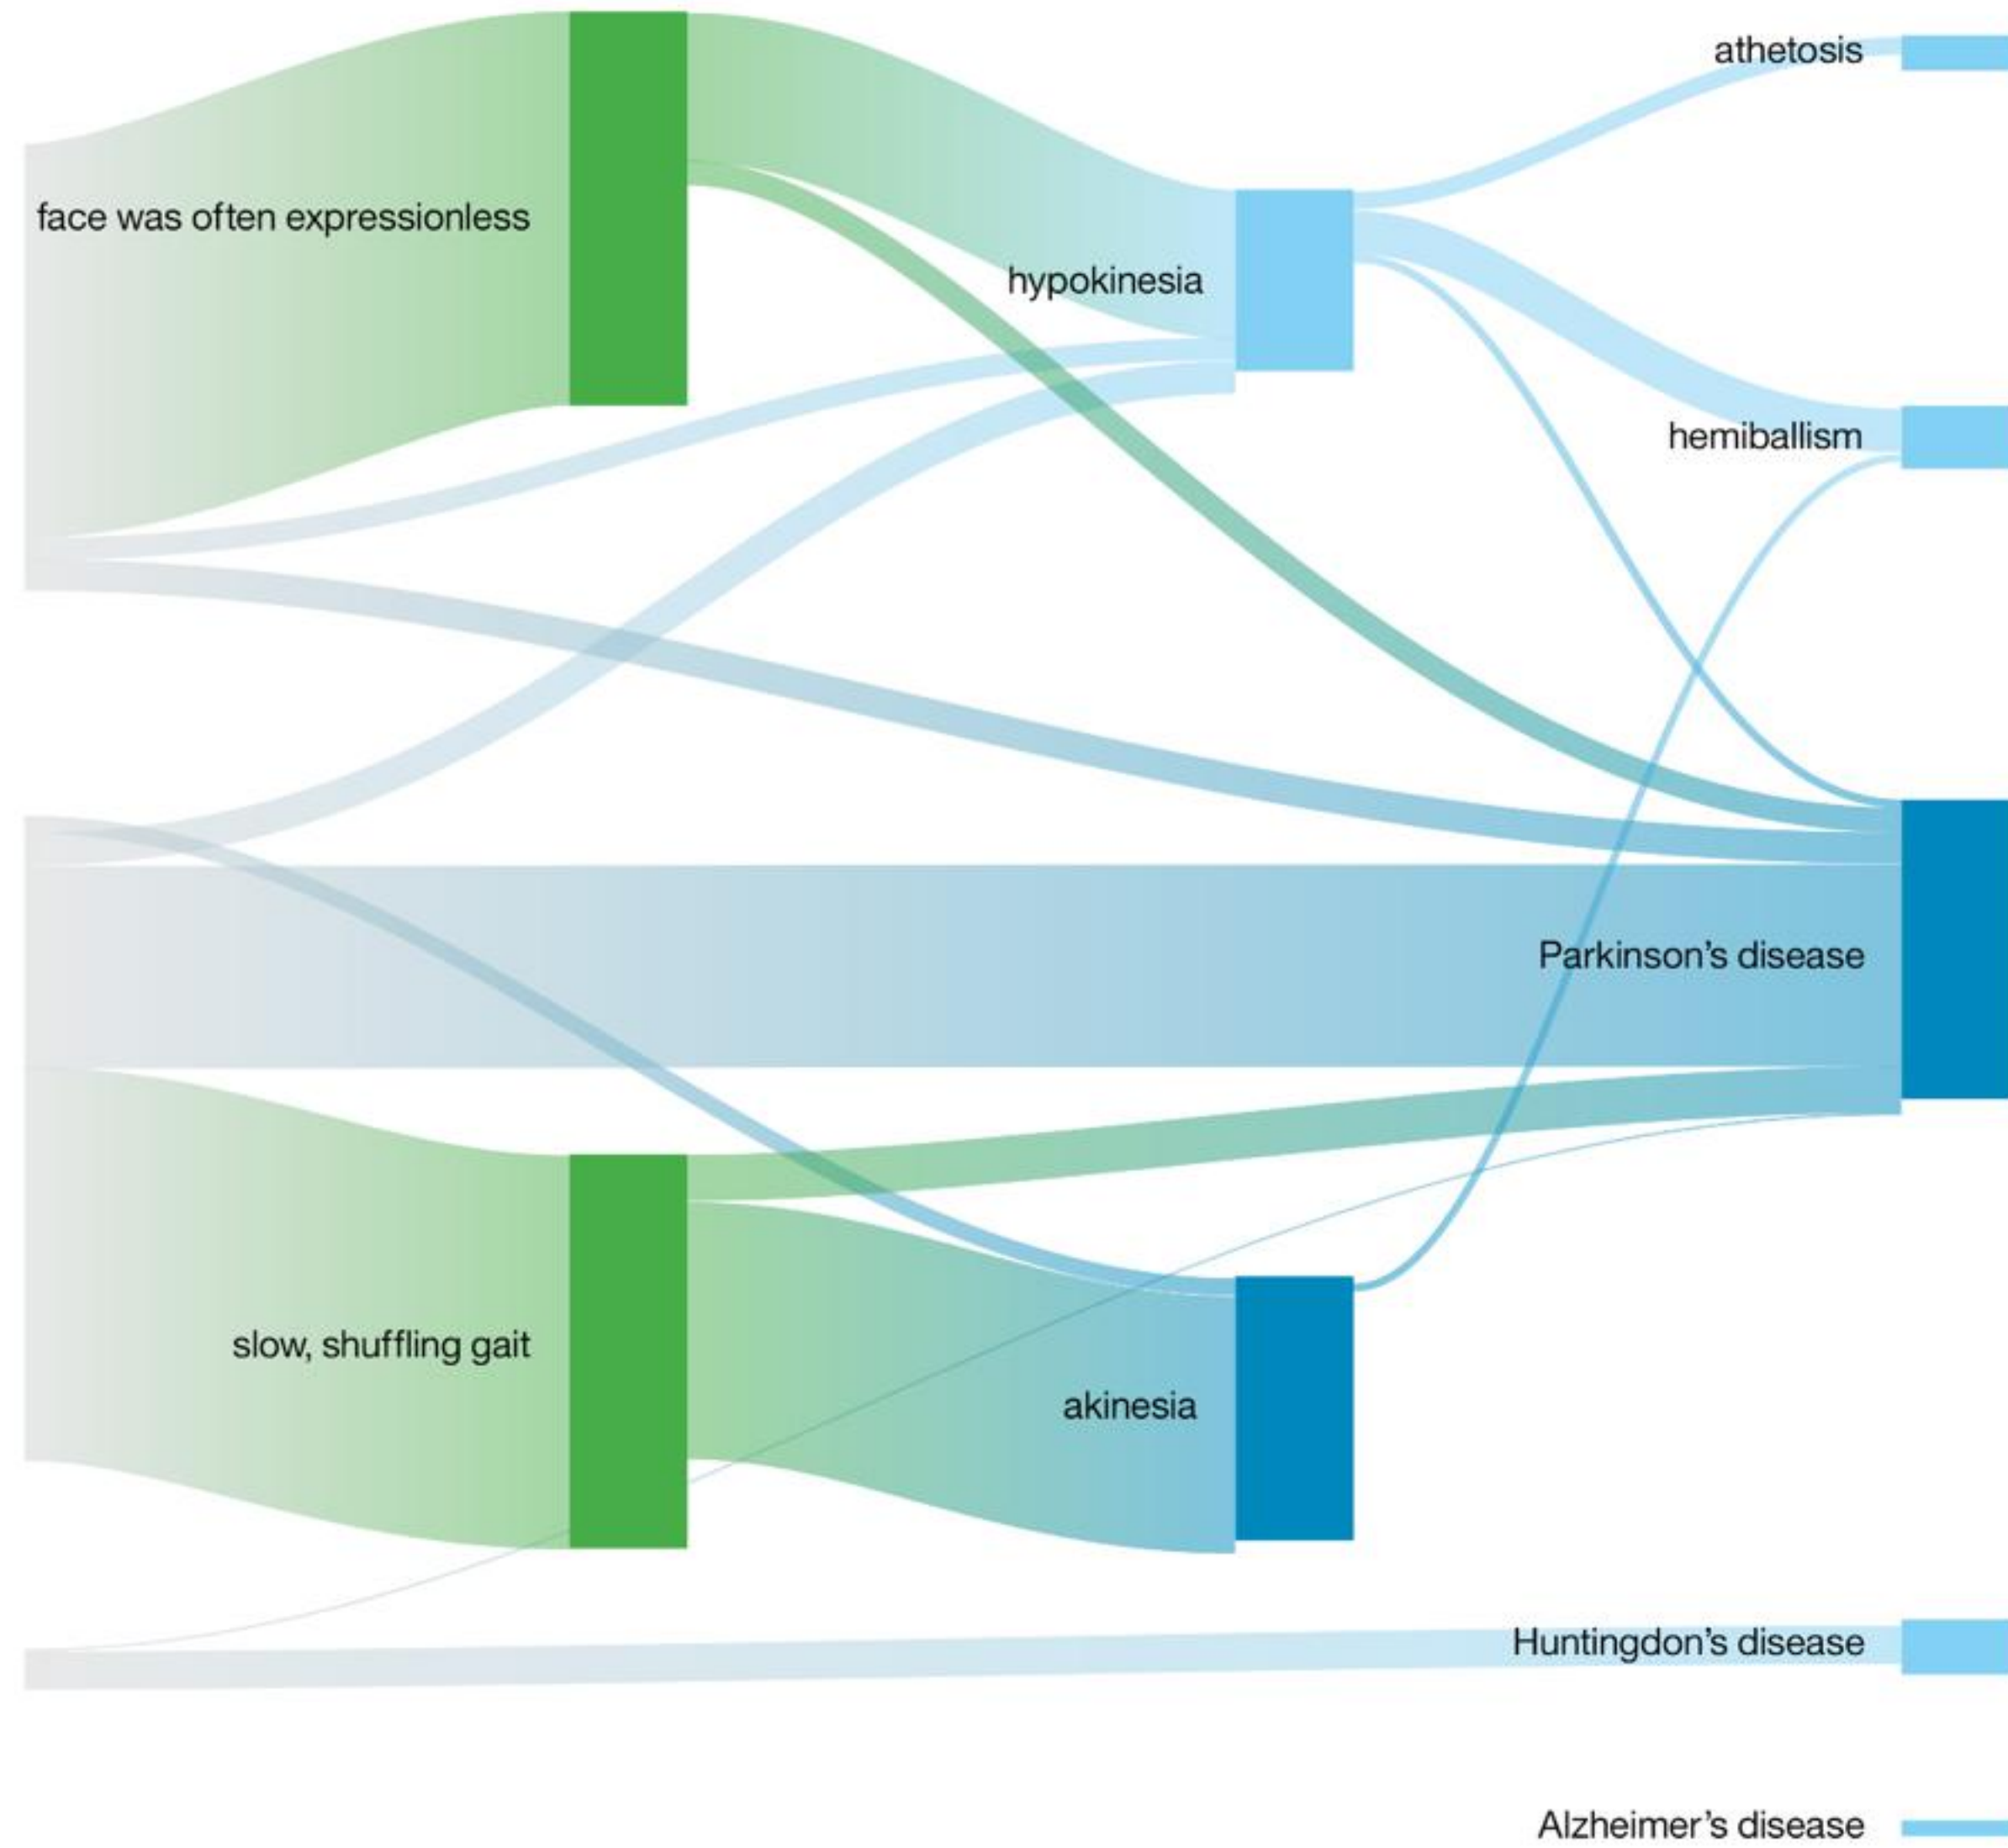 athetosis
face was often expressionless
hypokinesia
hemiballism
Parkinson’s disease
slow, shuffling gait
akinesia
Huntingdon’s disease
Alzheimer’s disease